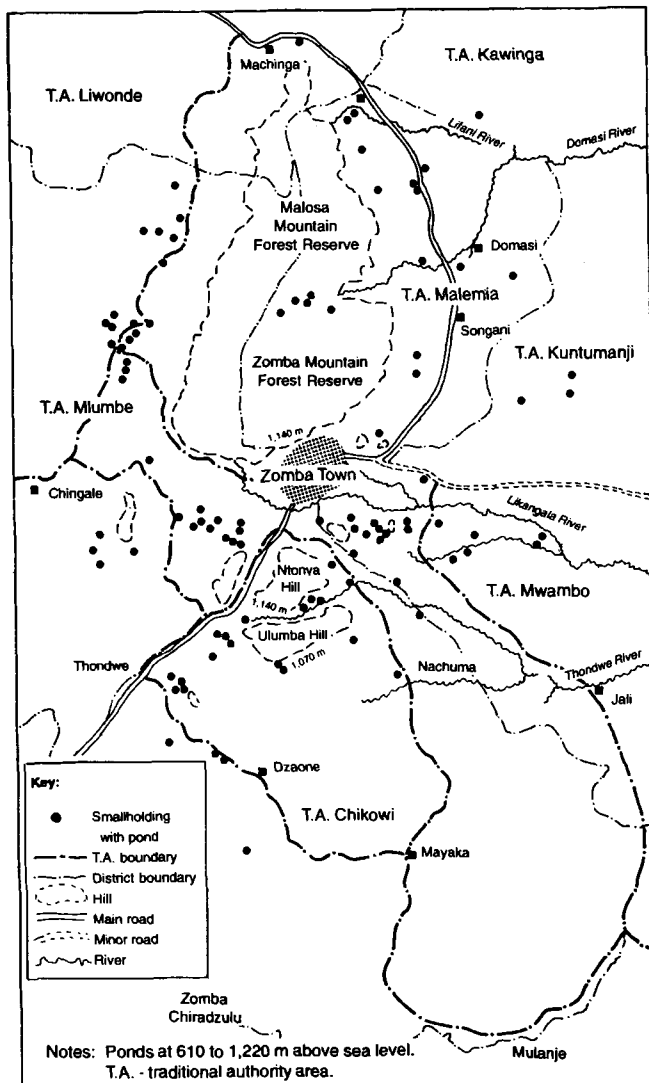 Machinga
T.A. Kawinga
T.A. Liwonde
Lifani River
Domasi River
Malosa
Mountain
Forest Reserve
Domasi
T.A. Malemia
Songani
Zomba Mountain
Forest Reserve
T.A. Kuntumanji
T.A. Mlumbe
1,140 m
Zomba Town
Chingale
Likangala River
Ntonya
Hill
T.A. Mwambo
1,140 m
Ulumba Hill
1,070 m
Thondwe
Nachuma
Thondwe River
Jali
Dzaone
T.A. Chikowi
Mayaka
Key:
Smallholding
with pond
T.A. boundary
District boundary
Hill
Main road
Minor road
River
Zomba
Chiradzulu
Mulanje
Notes: Ponds at 610 to 1,220 m above sea level.
T.A. - traditional authority area.